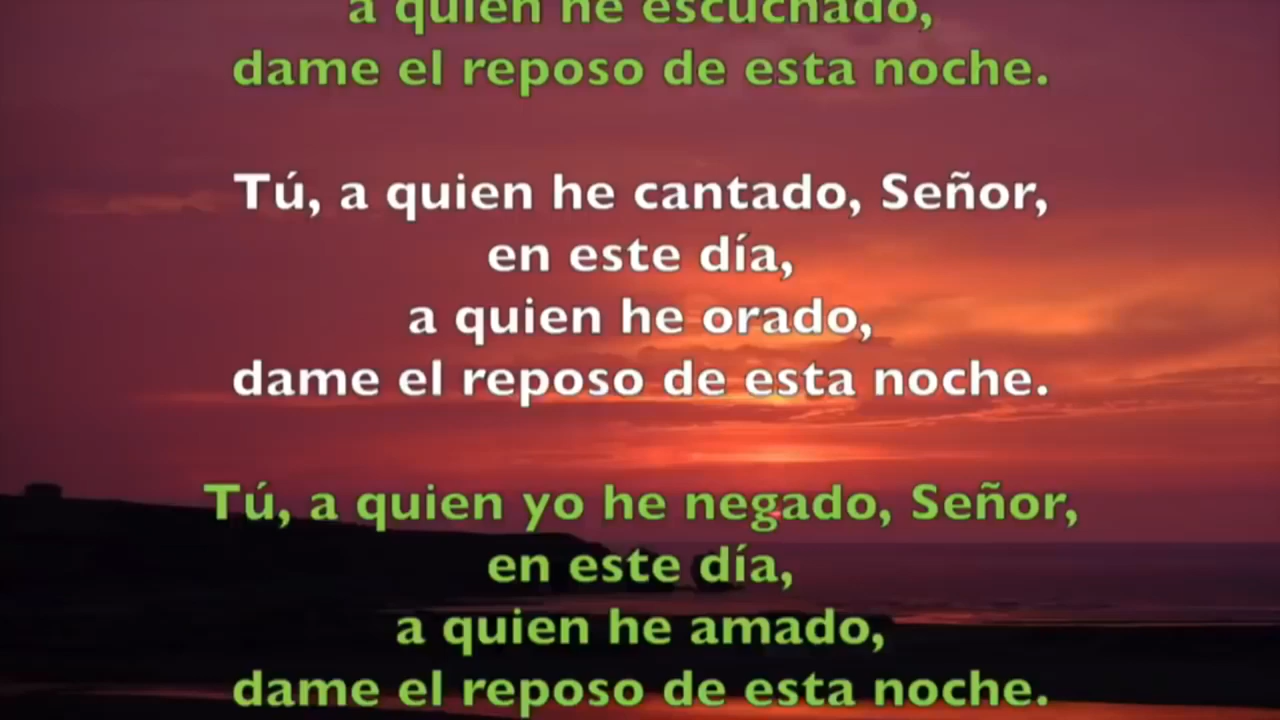 a quien he escuchado,
dame el reposo de esta noche.
Tú, a quien he cantado, Señor,
en este día,
a quien he orado,
dame el reposo de esta noche.
Tú, a quien yo he negado, Señor,
en este día,
a quien he amado,
dame el reposo de esta noche.